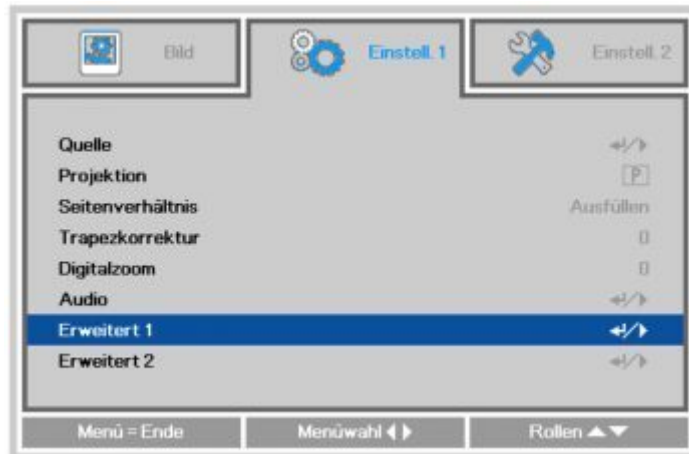 Bild Einstell. 1 Einstell. 2
Quelle ↵/▶
Projektion P
Seitenverhältnis Ausfüllen
Trapezkorrektur 0
Digitalzoom 0
Audio ↵/▶
Erweitert 1 ↵/▶
Erweitert 2 ↵/▶
Menü = Ende Menüwahl ◀▶ Rollen ▲▼